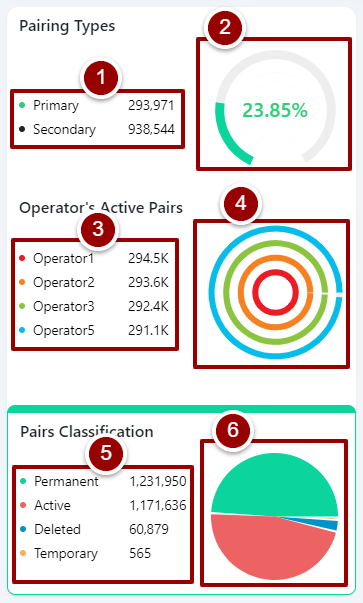 Pairing Types
2
1
Primary 293,971
Secondary 938,544
23.85%
Operator's Active Pairs
4
3
Operator1 294.5K
Operator2 293.6K
Operator3 292.4K
Operator5 291.1K
Pairs Classification
6
5
Permanent 1,231,950
Active 1,171,636
Deleted 60,879
Temporary 565